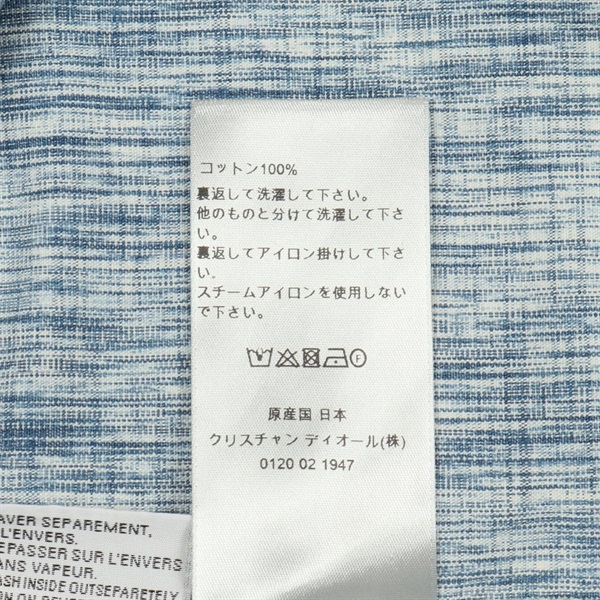 コットン100%
裏返して洗濯して下さい。
他のものと分けて洗濯して下さ
い。
裏返してアイロン掛けして下さ
い.
スチームアイロンを使用しない
で下さい。
F
原産国 日本
クリスチャン ディオール(株)
0120 02 1947
AVER SEPAREMENT,
L'ENVERS.
EPASSER SUR L'ENVERS
ANS VAPEUR.
ASH INSIDE OUTSEPARETELY